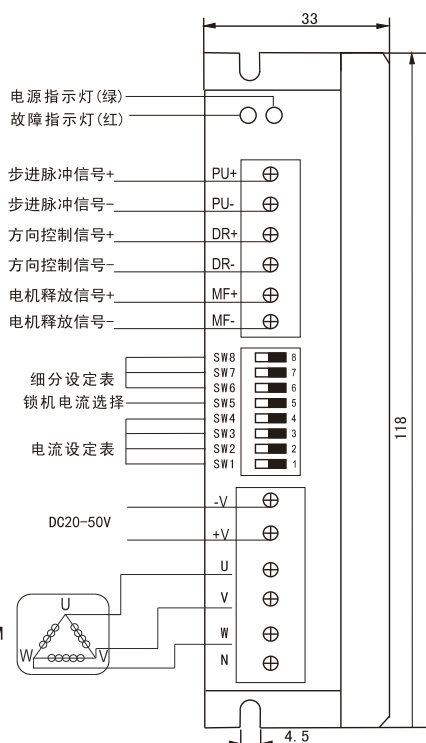 33
电源指示灯(绿)
故障指示灯(红)
步进脉冲信号+ PU+
步进脉冲信号- PU-
方向控制信号+ DR+
方向控制信号- DR-
电机释放信号+ MF+
电机释放信号- MF-
SW8 8
SW7 7
细分设定表
SW6 6
锁机电流选择 SW5 5
SW4 4
SW3 3
电流设定表
SW2 2
SW1 1
118
-V
DC20-50V
+V
U
V
W
N
U
W V
M
4.5